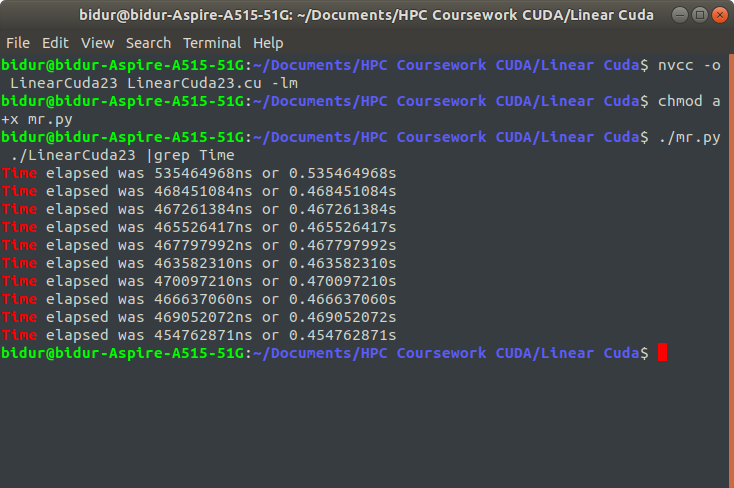 bidur@bidur-Aspire-A515-51G: ~/Documents/HPC Coursework CUDA/Linear Cuda
File Edit View Search Terminal Help
bidur@bidur-Aspire-A515-51G:~/Documents/HPC Coursework CUDA/Linear Cuda$ nvcc -o
 LinearCuda23 LinearCuda23.cu -lm
bidur@bidur-Aspire-A515-51G:~/Documents/HPC Coursework CUDA/Linear Cuda$ chmod a
+x mr.py
bidur@bidur-Aspire-A515-51G:~/Documents/HPC Coursework CUDA/Linear Cuda$ ./mr.py
 ./LinearCuda23 |grep Time
Time elapsed was 535464968ns or 0.535464968s
Time elapsed was 468451084ns or 0.468451084s
Time elapsed was 467261384ns or 0.467261384s
Time elapsed was 465526417ns or 0.465526417s
Time elapsed was 467797992ns or 0.467797992s
Time elapsed was 463582310ns or 0.463582310s
Time elapsed was 470097210ns or 0.470097210s
Time elapsed was 466637060ns or 0.466637060s
Time elapsed was 469052072ns or 0.469052072s
Time elapsed was 454762871ns or 0.454762871s
bidur@bidur-Aspire-A515-51G:~/Documents/HPC Coursework CUDA/Linear Cuda$